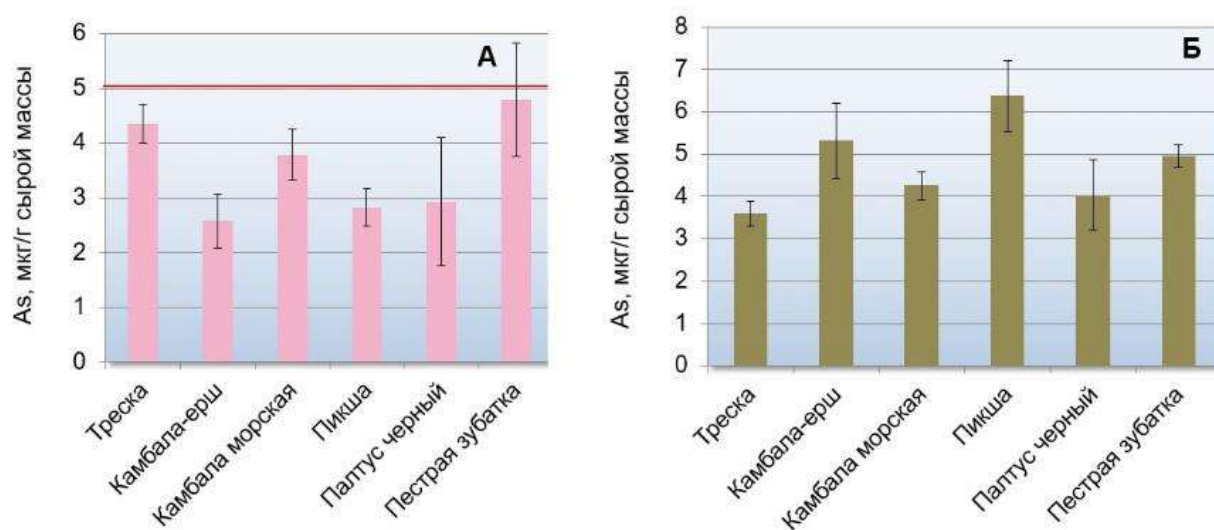 As, мкг/г сырой массы
6
5
4
3
2
1
0
А
Треска
Камбала-ерш
Камбала морская
Пикша
Палтус черный
Пестрая зубатка
As, мкг/г сырой массы
8
7
6
5
4
3
2
1
0
Б
Треска
Камбала-ерш
Камбала морская
Пикша
Палтус черный
Пестрая зубатка